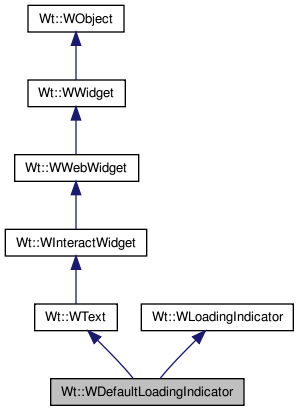 Wt::WObject
Wt::WWidget
Wt::WWebWidget
Wt::WInteractWidget
Wt::WText
Wt::WLoadingIndicator
Wt::WDefaultLoadingIndicator